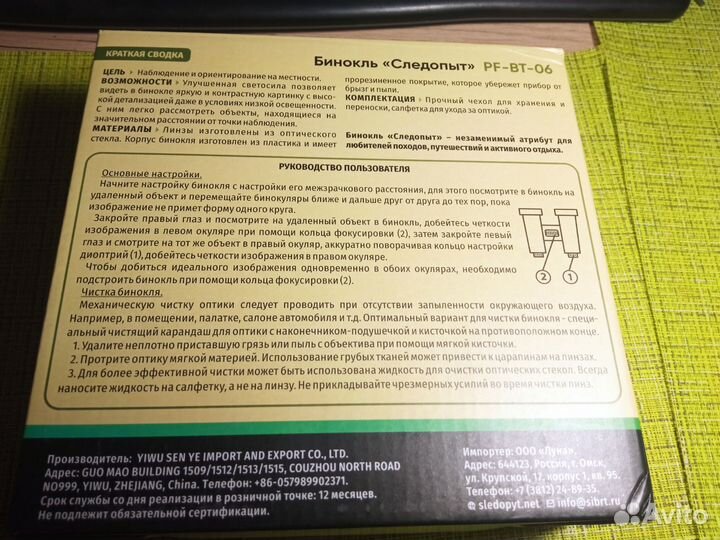 КРАТКАЯ СВОДКА
Бинокль «Следопыт» PF-BT-06
ЦЕЛЬ > Наблюдение и ориентирование на местности.
ВОЗМОЖНОСТИ > Улучшенная светосила позволяет
видеть в бинокле яркую и контрастную картинку с высо-
кой детализацией даже в условиях низкой освещенности.
С ним легко рассмотреть объекты, находящиеся на
значительном расстоянии от точки наблюдения.
МАТЕРИАЛЫ > Линзы изготовлены из оптического
стекла. Корпус бинокля изготовлен из пластика и имеет
прорезиненное покрытие, которое убережет прибор от
брызг и пыли.
КОМПЛЕКТАЦИЯ > Прочный чехол для хранения и
переноски, салфетка для ухода за оптикой.
Бинокль «Следопыт» – незаменимый атрибут для
любителей походов, путешествий и активного отдыха.
РУКОВОДСТВО ПОЛЬЗОВАТЕЛЯ
Основные настройки.
Начните настройку бинокля с настройки его межзрачкового расстояния, для этого посмотрите в бинокль на
удаленный объект и перемещайте бинокуляры ближе и дальше друг от друга до тех пор, пока
изображение не примет форму одного круга.
Закройте правый глаз и посмотрите на удаленный объект в бинокль, добейтесь четкости
изображения в левом окуляре при помощи кольца фокусировки (2), затем закройте левый
глаз и смотрите на тот же объект в правый окуляр, аккуратно поворачивая кольцо настройки
диоптрий (1), добейтесь четкости изображения в правом окуляре.
Чтобы добиться идеального изображения одновременно в обоих окулярах, необходимо
подстроить бинокль при помощи кольца фокусировки (2).
2 1
Чистка бинокля.
Механическую чистку оптики следует проводить при отсутствии запыленности окружающего воздуха.
Например, в помещении, палатке, салоне автомобиля и т.д. Оптимальный вариант для чистки бинокля - специ-
альный чистящий карандаш для оптики с наконечником-подушечкой и кисточкой на противоположном конце.
1. Удалите неплотно приставшую грязь или пыль с объектива при помощи мягкой кисточки.
2. Протрите оптику мягкой материей. Использование грубых тканей может привести к царапинам на линзах.
3. Для более эффективной чистки может быть использована жидкость для очистки оптических стекол. Всегда
наносите жидкость на салфетку, а не на линзу. Не прикладывайте чрезмерных усилий во время чистки линз.
Производитель: YIWU SEN YE IMPORT AND EXPORT CO., LTD.
Адрес: GUO MAO BUILDING 1509/1512/1513/1515, COUZHOU NORTH ROAD
NO999, YIWU, ZHEJIANG, China. Телефон: +86-057989902371.
Срок службы со дня реализации в розничной точке: 12 месяцев.
Не подлежит обязательной сертификации.
Импортер: ООО «Луна».
Адрес: 644123, Россия, г. Омск,
ул. Крупской, 17, корпус 1, кв. 95.
Телефон: +7 (3812) 24-89-35.
sledopyt.net info@sibrt.ru
Avito